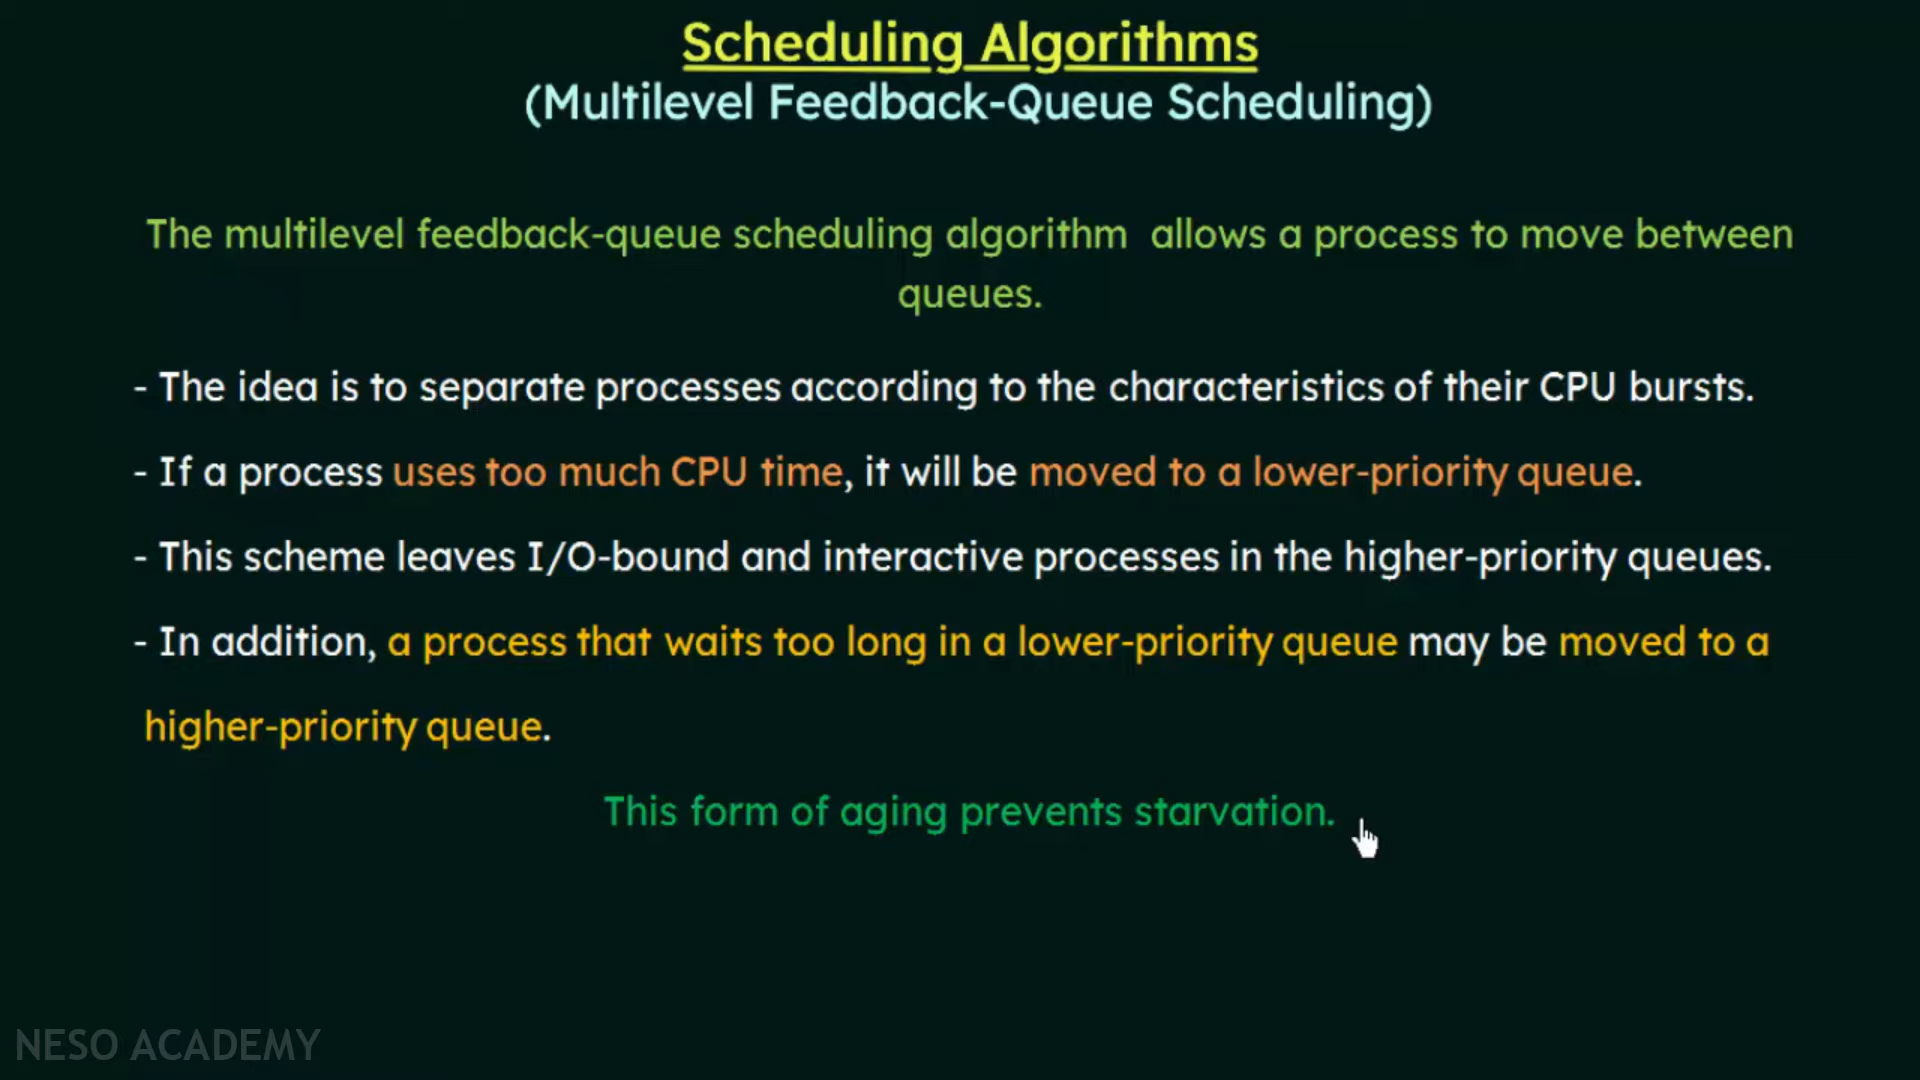 Scheduling Algorithms
(Multilevel Feedback-Queue Scheduling)
The multilevel feedback-queue scheduling algorithm allows a process to move between
queues.
- The idea is to separate processes according to the characteristics of their CPU bursts.
- If a process uses too much CPU time, it will be moved to a lower-priority queue.
- This scheme leaves I/O-bound and interactive processes in the higher-priority queues.
- In addition, a process that waits too long in a lower-priority queue may be moved to a
higher-priority queue.
This form of aging prevents starvation.
NESO ACADEMY